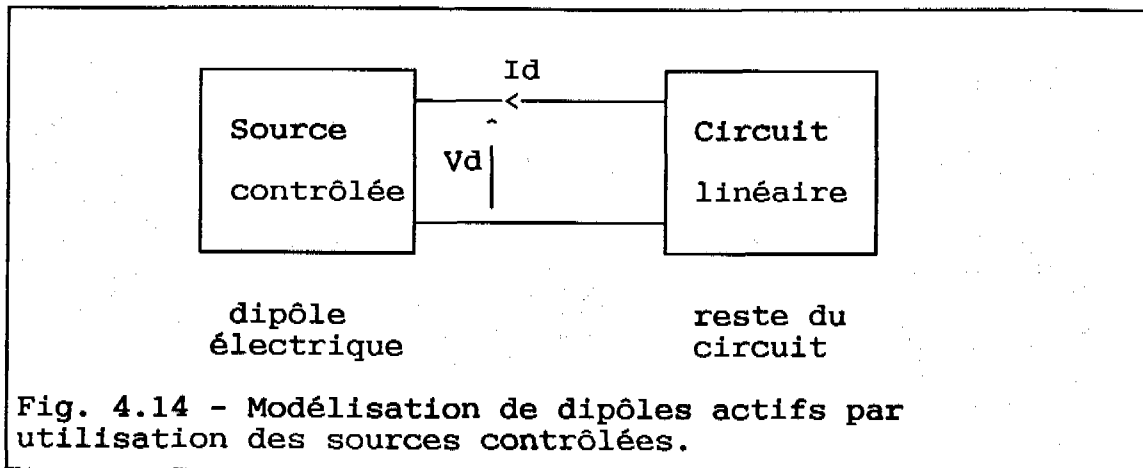 Id
Source
contrôlée
Vd
Circuit
linéaire
dipôle
électrique
reste du
circuit
Fig. 4.14 - Modélisation de dipôles actifs par
utilisation des sources contrôlées.